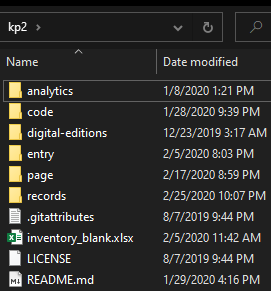 kp2
Name Date modified
analytics 1/8/2020 1:21 PM
code 1/28/2020 9:39 PM
digital-editions 12/23/2019 3:17 AM
entry 2/5/2020 8:03 PM
page 2/17/2020 8:59 PM
records 2/25/2020 10:07 PM
.gitattributes 8/7/2019 9:44 PM
inventory_blank.xlsx 2/5/2020 11:42 AM
LICENSE 8/7/2019 9:44 PM
README.md 1/29/2020 4:16 PM